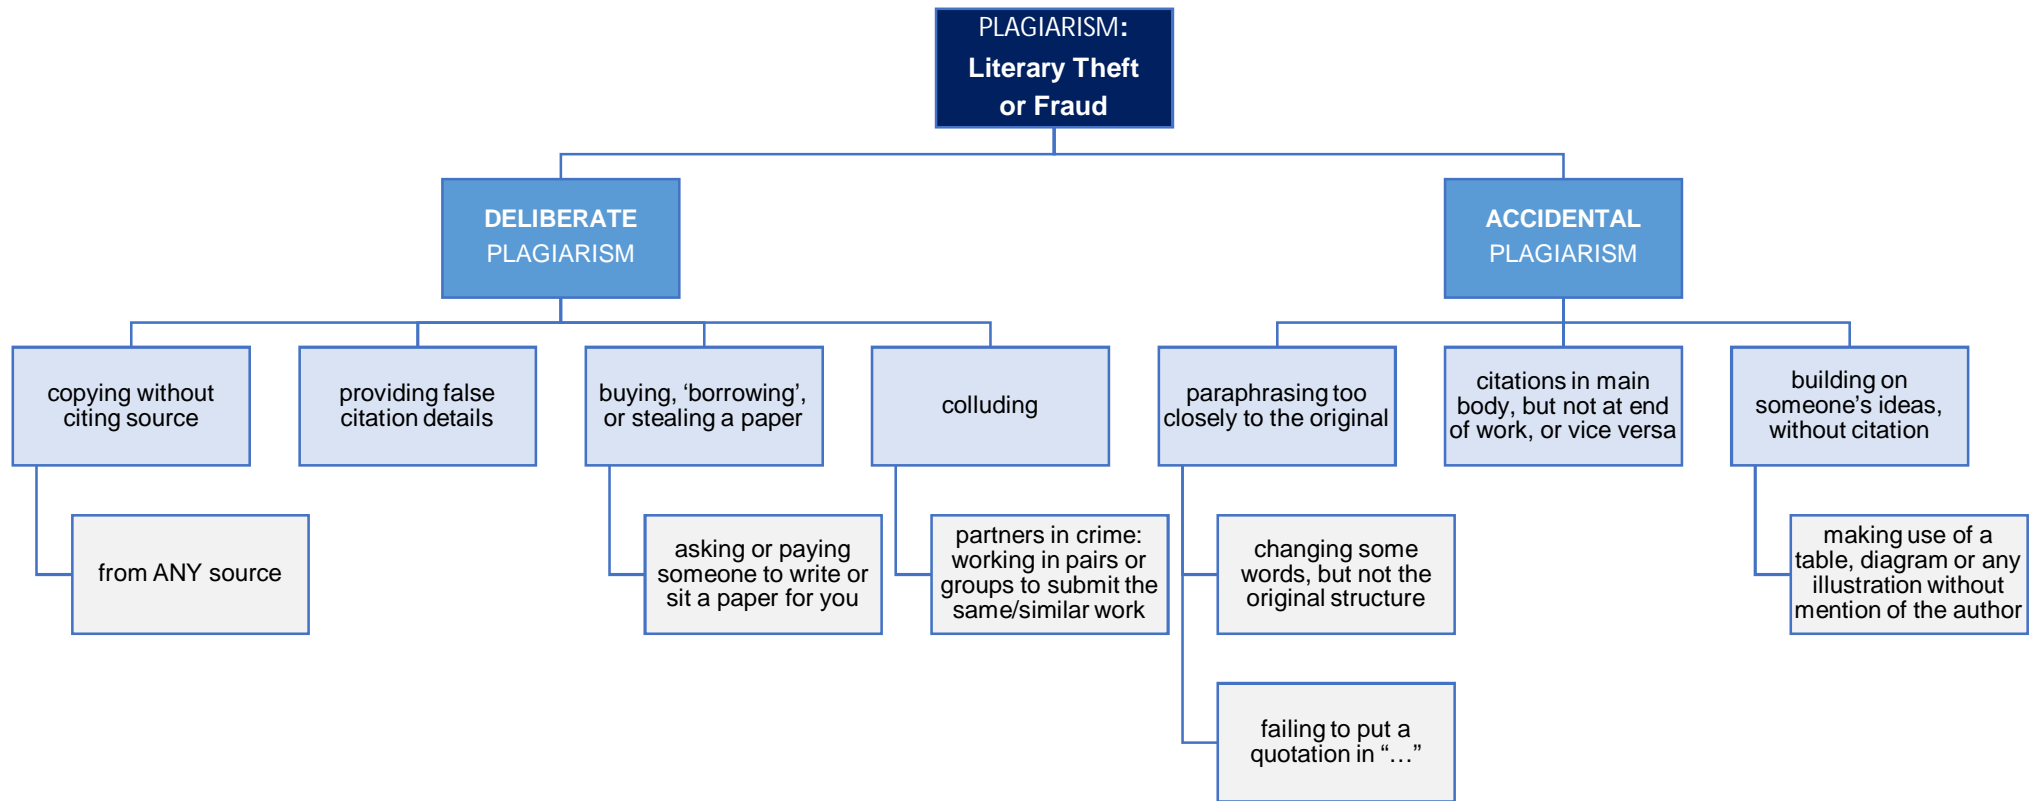 PLAGIARISM:
Literary Theft
or Fraud
DELIBERATE
PLAGIARISM
ACCIDENTAL
PLAGIARISM
copying without
citing source
providing false
citation details
buying, ‘borrowing’,
or stealing a paper
colluding
paraphrasing too
closely to the original
citations in main
body, but not at end
of work, or vice versa
building on
someone’s ideas,
without citation
from ANY source
asking or paying
someone to write or
sit a paper for you
partners in crime:
working in pairs or
groups to submit the
same/similar work
changing some
words, but not the
original structure
making use of a
table, diagram or any
illustration without
mention of the author
failing to put a
quotation in “…”